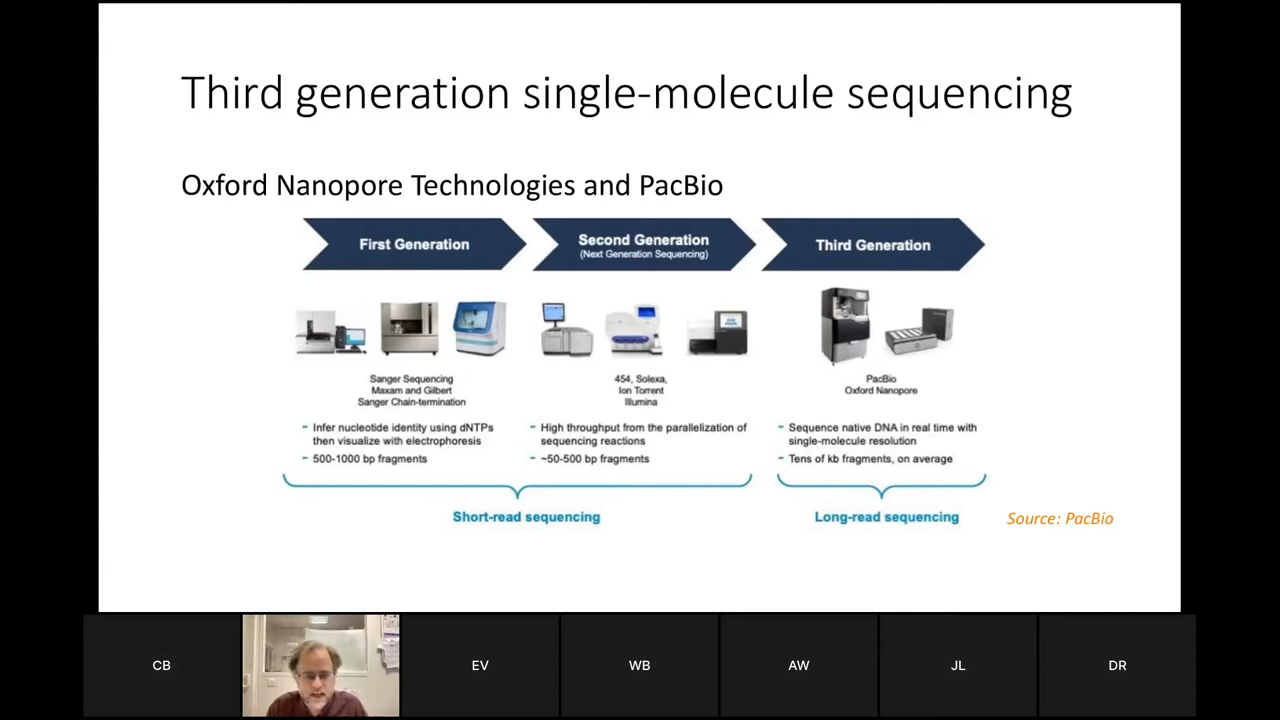 Third generation single-molecule sequencing
Oxford Nanopore Technologies and PacBio
First Generation
Second Generation
(Next Generation Sequencing)
Third Generation
Sanger Sequencing
Maxam and Gilbert
Sanger Chain-termination
454, Solexa,
Ion Torrent
Illumina
PacBio
Oxford Nanopore
- Infer nucleotide identity using dNTPs
then visualize with electrophoresis
- 500-1000 bp fragments
- High throughput from the parallelization of
sequencing reactions
- ~50-500 bp fragments
- Sequence native DNA in real time with
single-molecule resolution
- Tens of kb fragments, on average
Short-read sequencing
Long-read sequencing
Source: PacBio
CB
EV
WB
AW
JL
DR